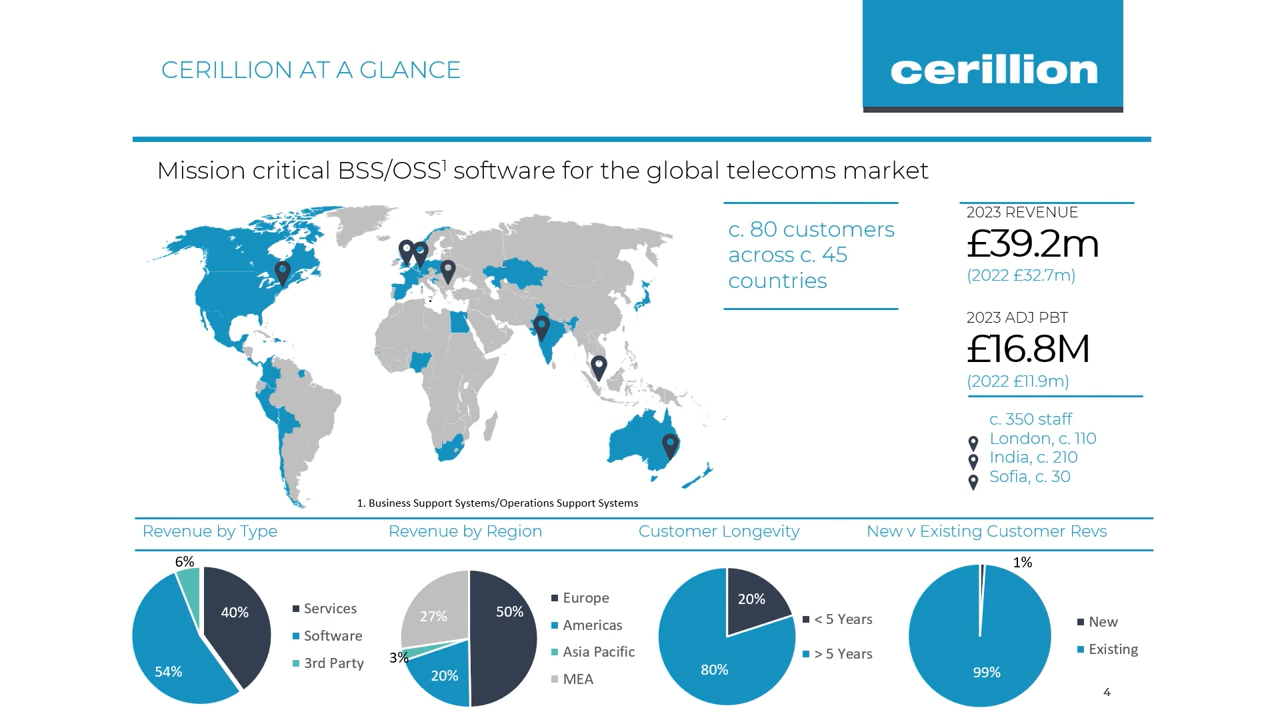 CERILLION AT A GLANCE
cerillion
Mission critical BSS/OSS¹ software for the global telecoms market
c. 80 customers
across c. 45
countries
2023 REVENUE
£39.2m
(2022 £32.7m)
2023 ADJ PBT
£16.8M
(2022 £11.9m)
c. 350 staff
London, c. 110
India, c. 210
Sofia, c. 30
1. Business Support Systems/Operations Support Systems
Revenue by Type
Revenue by Region
Customer Longevity
New v Existing Customer Revs
6%
40%
54%
Services
Software
3rd Party
27%
50%
3%
20%
Europe
Americas
Asia Pacific
MEA
20%
80%
< 5 Years
> 5 Years
1%
99%
New
Existing
4